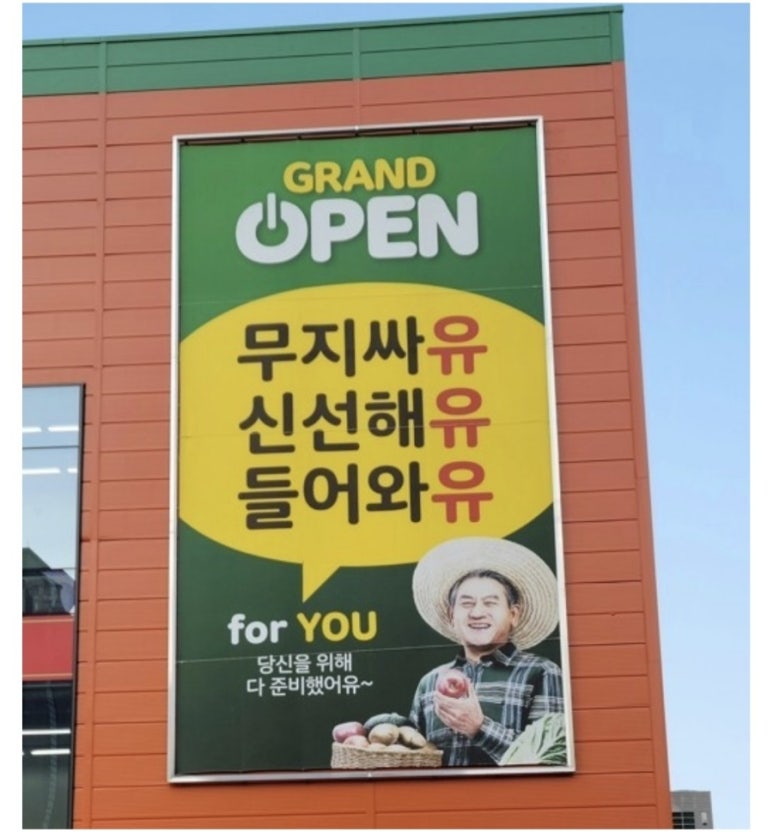 GRAND
OPEN
무지싸유
신선해유
들어와유
for YOU
당신을 위해
다 준비했어유~